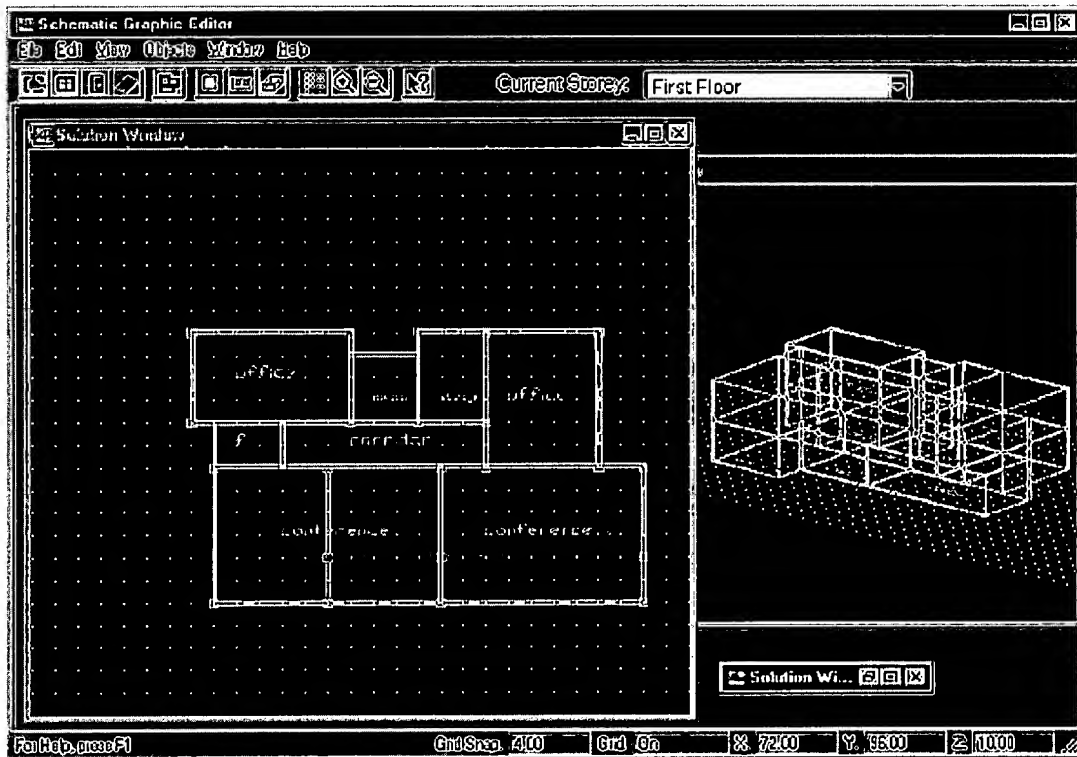 Schematic Graphic Editor
File Edit View Objects Window Help
Current Storey: First Floor
Solution Window
office
office
corridor
conference...
conference...
Solution Wi...
For Help, press F1 Grid Snap: 4.00 Grid: On X: 72.00 Y: 96.00 Z: 10.00